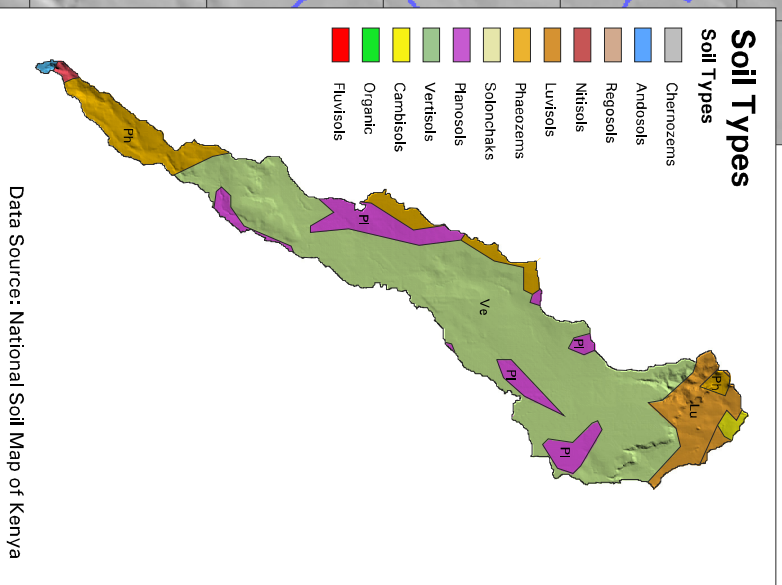 Soil Types
Soil Types
Chernozems
Andosols
Regosols
Nitisols
Luvisols
Phaeozems
Solonchaks
Planosols
Vertisols
Cambisols
Organic
Fluvisols
Ph
Lu
Pl
Ve
Pl
Pl
Pl
Ph
Data Source: National Soil Map of Kenya